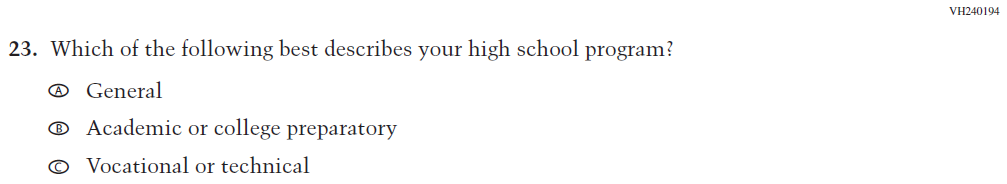 VH240194
23. Which of the following best describes your high school program?
Ⓐ General
Ⓑ Academic or college preparatory
Ⓒ Vocational or technical